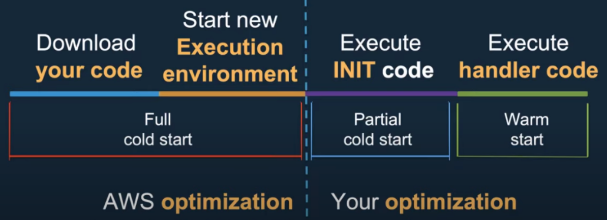 Download
your code
Start new
Execution
environment
Execute
INIT code
Execute
handler code
Full
cold start
Partial
cold start
Warm
start
AWS optimization
Your optimization